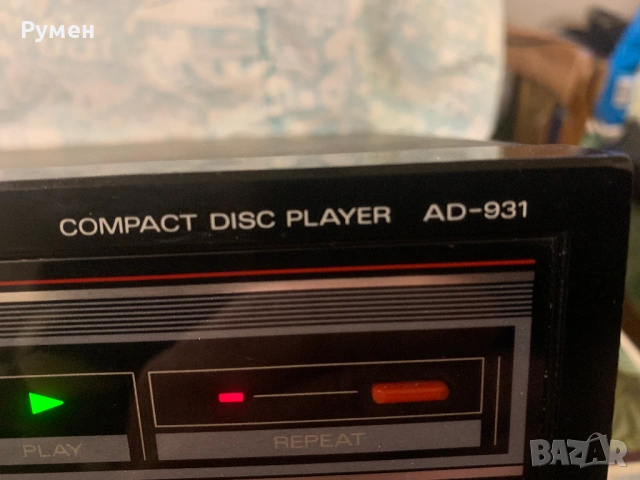 Румен
COMPACT DISC PLAYER AD-931
PLAY
REPEAT
BAZAR